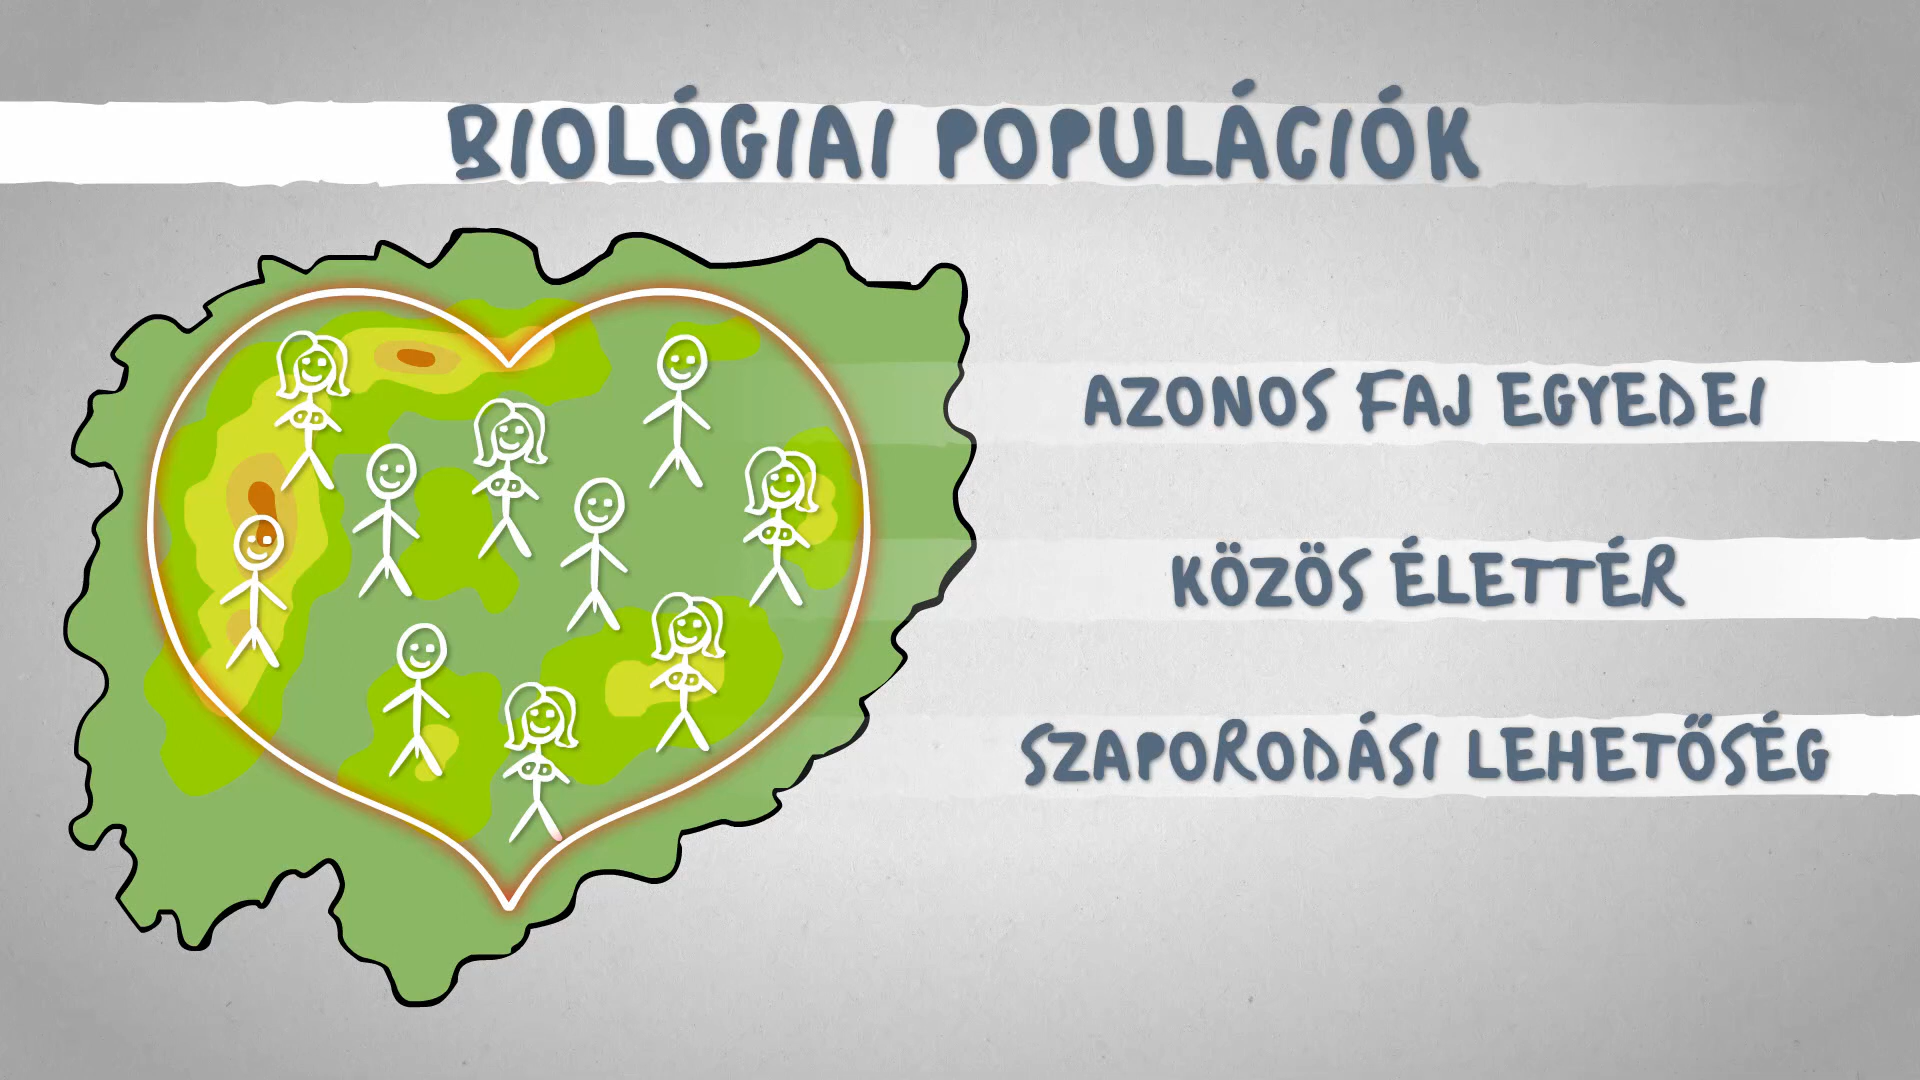 BIOLÓGIAI POPULÁCIÓK
AZONOS FAJ EGYEDEI
KÖZÖS ÉLETTÉR
SZAPORODÁSI LEHETŐSÉG